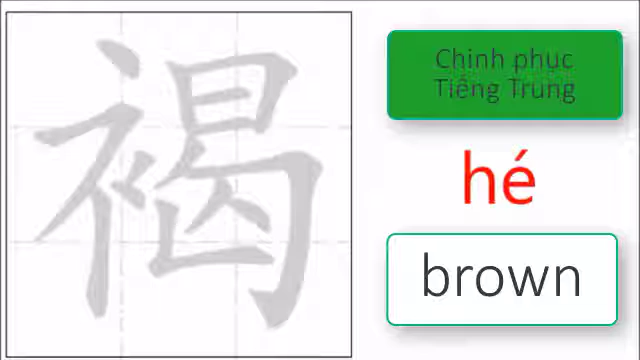 褐
Chinh phục
Tiếng Trung
hé
brown